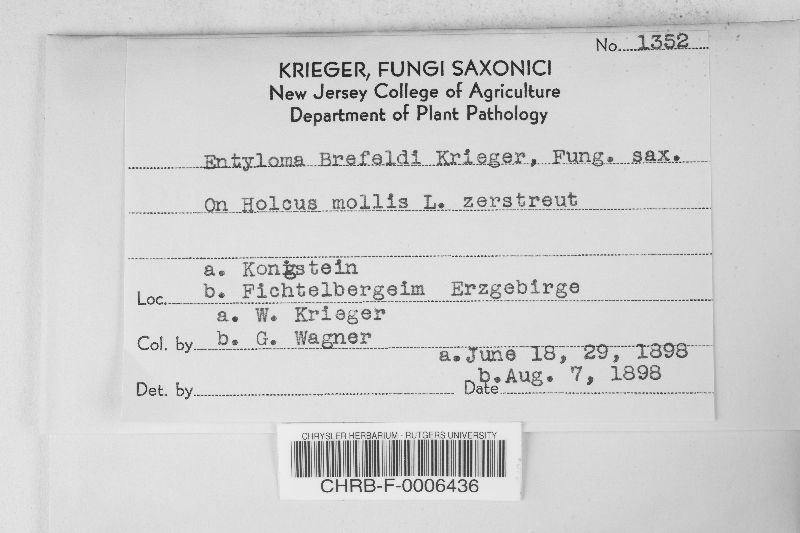 No. 1352
KRIEGER, FUNGI SAXONICI
New Jersey College of Agriculture
Department of Plant Pathology
Entyloma Brefeldi Krieger, Fung. sax.
On Holcus mollis L. zerstreut
a. Konigstein
Loc. b. Fichtelbergeim Erzgebirge
a. W. Krieger
Col. by b. G. Wagner
a. June 18, 29, 1898
Det. by Date b. Aug. 7, 1898
CHRYSLER HERBARIUM - RUTGERS UNIVERSITY
CHRB-F-0006436